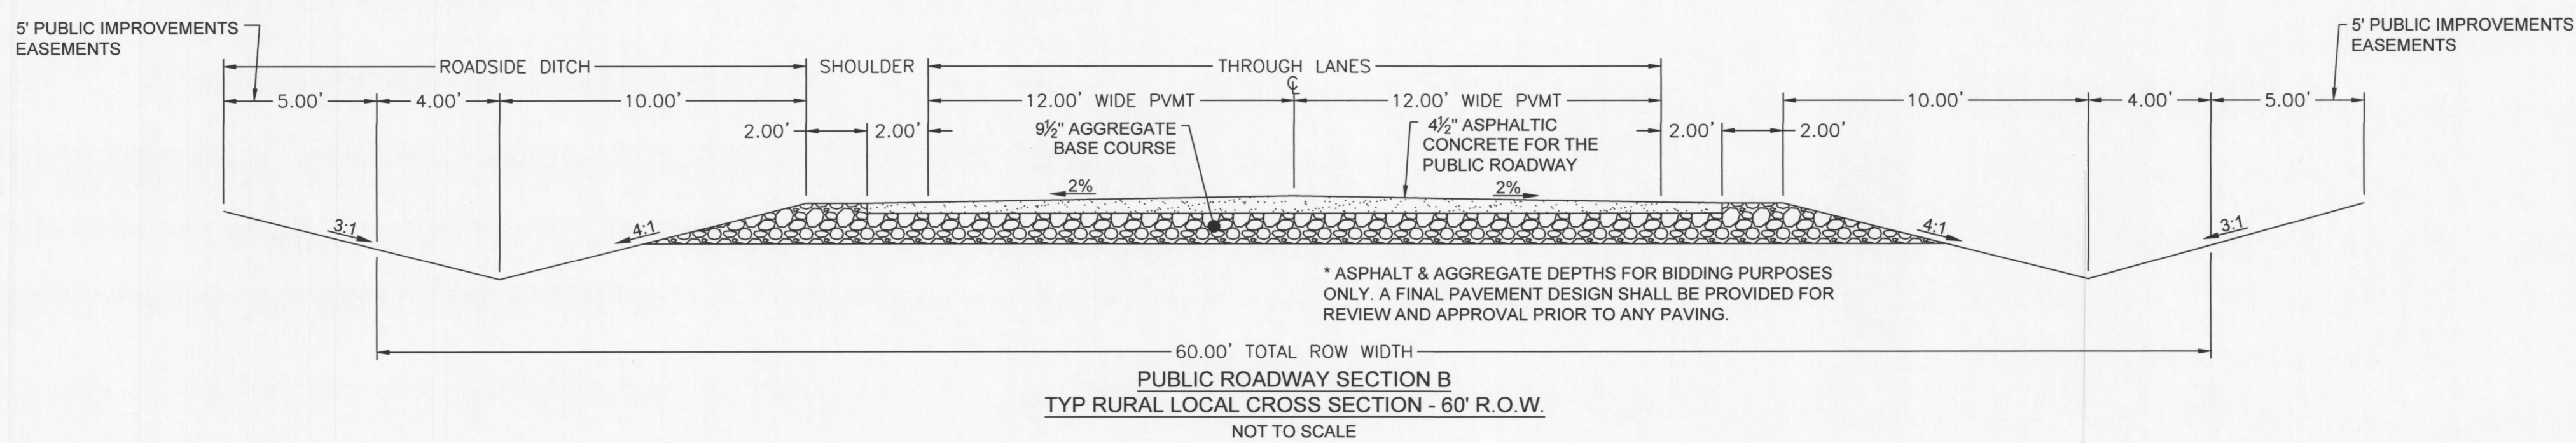 5' PUBLIC IMPROVEMENTS
EASEMENTS
5' PUBLIC IMPROVEMENTS
EASEMENTS
ROADSIDE DITCH
SHOULDER
THROUGH LANES
℄
5.00'
4.00'
10.00'
12.00' WIDE PVMT
12.00' WIDE PVMT
10.00'
4.00'
5.00'
2.00'
2.00'
2.00'
2.00'
9½" AGGREGATE
BASE COURSE
4½" ASPHALTIC
CONCRETE FOR THE
PUBLIC ROADWAY
2%
2%
3:1
4:1
4:1
3:1
* ASPHALT & AGGREGATE DEPTHS FOR BIDDING PURPOSES
ONLY. A FINAL PAVEMENT DESIGN SHALL BE PROVIDED FOR
REVIEW AND APPROVAL PRIOR TO ANY PAVING.
60.00' TOTAL ROW WIDTH
PUBLIC ROADWAY SECTION B
TYP RURAL LOCAL CROSS SECTION - 60' R.O.W.
NOT TO SCALE